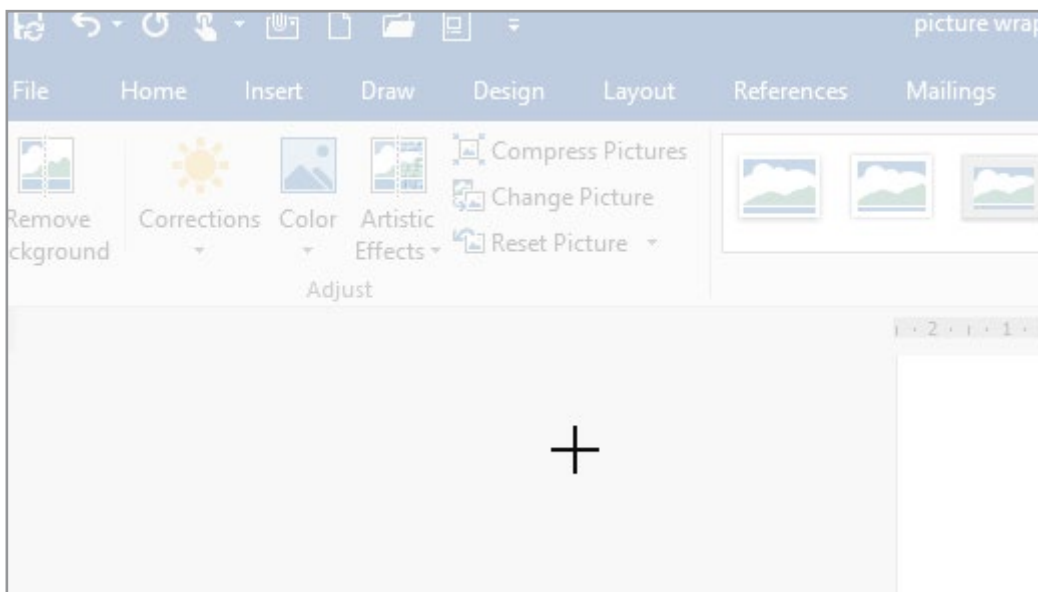 picture wrap
File Home Insert Draw Design Layout References Mailings
Remove
ckground
Corrections
Color
Artistic
Effects
Compress Pictures
Change Picture
Reset Picture
Adjust
2 1